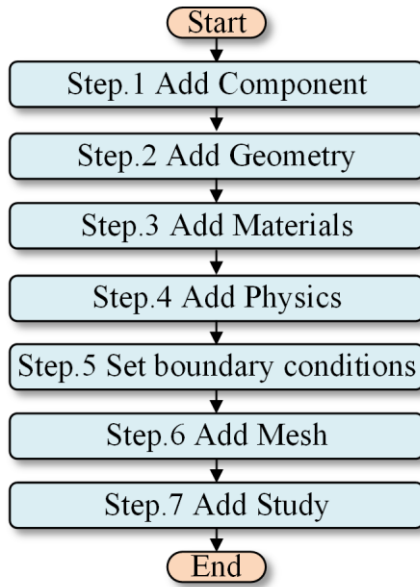 Start
Step.1 Add Component
Step.2 Add Geometry
Step.3 Add Materials
Step.4 Add Physics
Step.5 Set boundary conditions
Step.6 Add Mesh
Step.7 Add Study
End